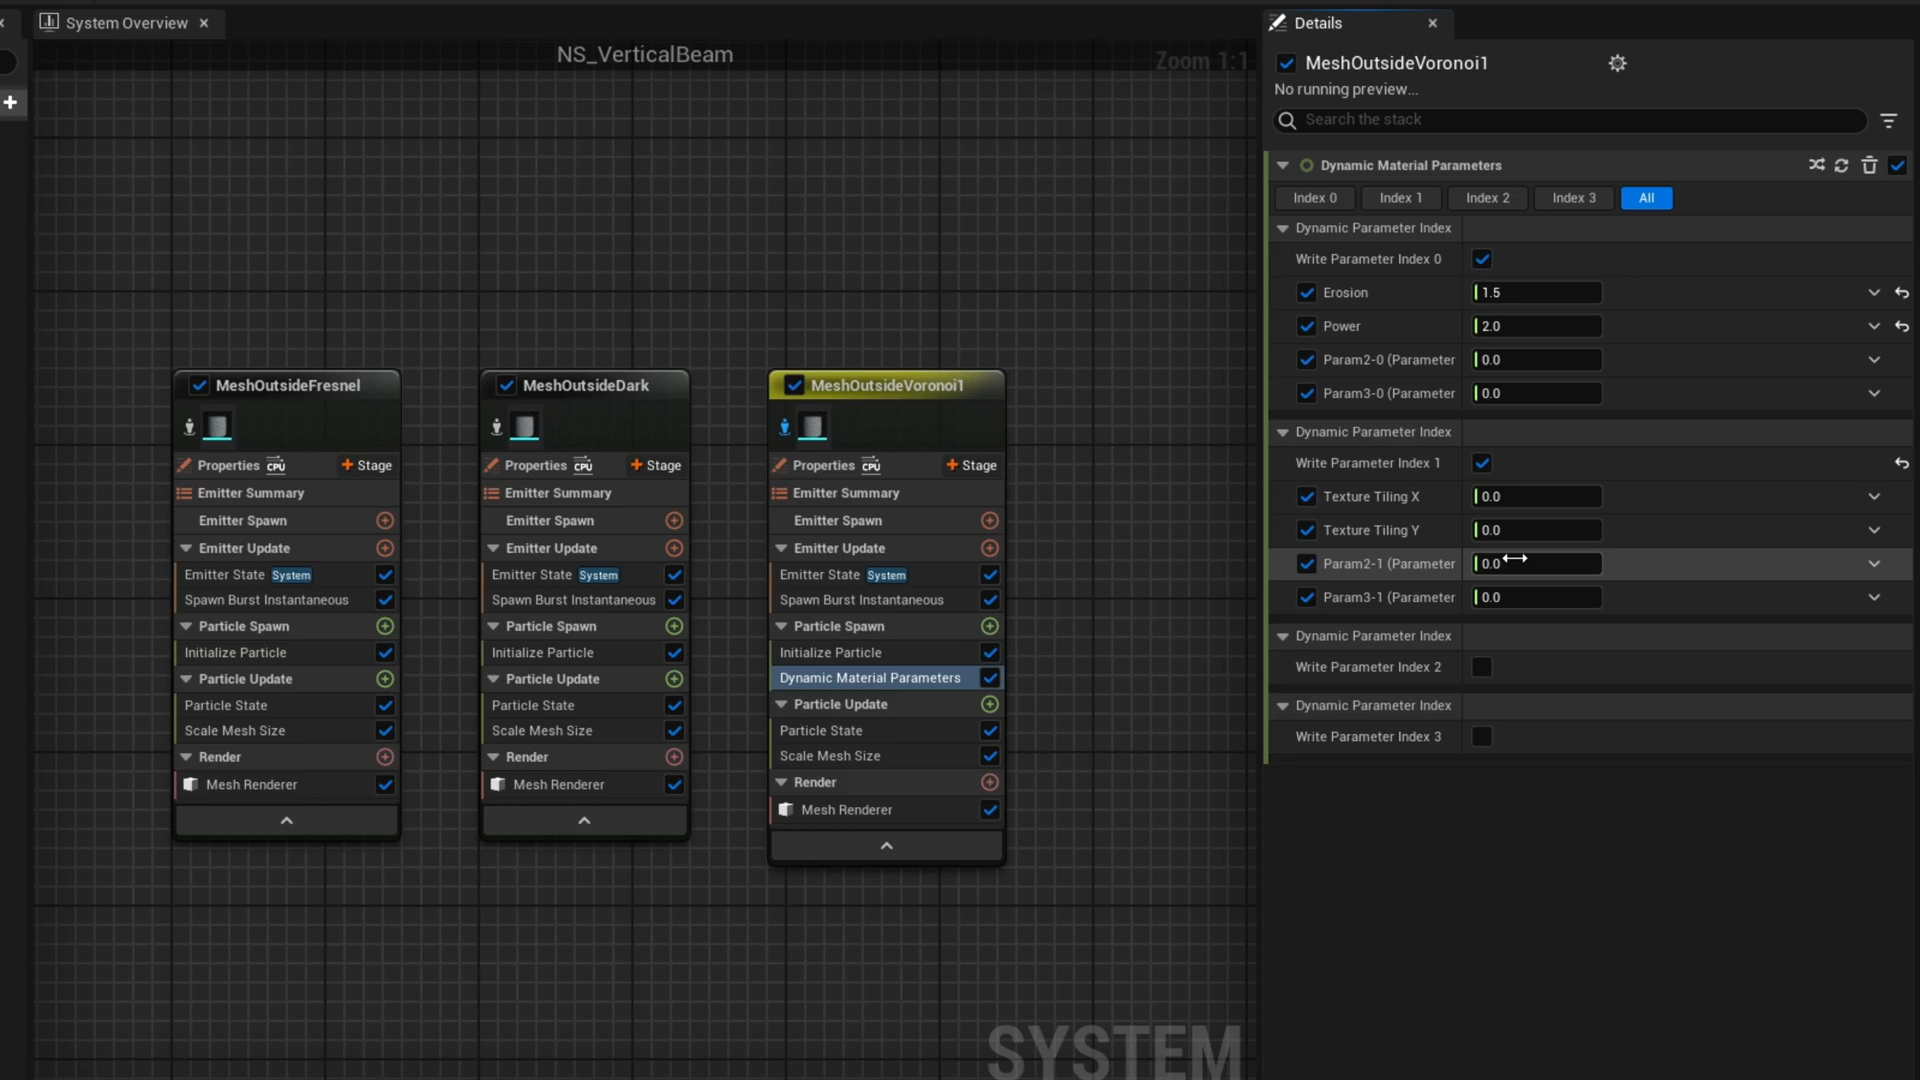 System Overview
Details
NS_VerticalBeam
Zoom 1:1
MeshOutsideVoronoi1
No running preview...
Search the stack
Dynamic Material Parameters
Index 0 Index 1 Index 2 Index 3 All
Dynamic Parameter Index
Write Parameter Index 0
Erosion 1.5
Power 2.0
Param2-0 (Parameter 0.0
Param3-0 (Parameter 0.0
Dynamic Parameter Index
Write Parameter Index 1
Texture Tiling X 0.0
Texture Tiling Y 0.0
Param2-1 (Parameter 0.0
Param3-1 (Parameter 0.0
Dynamic Parameter Index
Write Parameter Index 2
Dynamic Parameter Index
Write Parameter Index 3
MeshOutsideFresnel
Properties CPU + Stage
Emitter Summary
Emitter Spawn
Emitter Update
Emitter State System
Spawn Burst Instantaneous
Particle Spawn
Initialize Particle
Particle Update
Particle State
Scale Mesh Size
Render
Mesh Renderer
MeshOutsideDark
Properties CPU + Stage
Emitter Summary
Emitter Spawn
Emitter Update
Emitter State System
Spawn Burst Instantaneous
Particle Spawn
Initialize Particle
Particle Update
Particle State
Scale Mesh Size
Render
Mesh Renderer
MeshOutsideVoronoi1
Properties CPU + Stage
Emitter Summary
Emitter Spawn
Emitter Update
Emitter State System
Spawn Burst Instantaneous
Particle Spawn
Initialize Particle
Dynamic Material Parameters
Particle Update
Particle State
Scale Mesh Size
Render
Mesh Renderer
SYSTEM